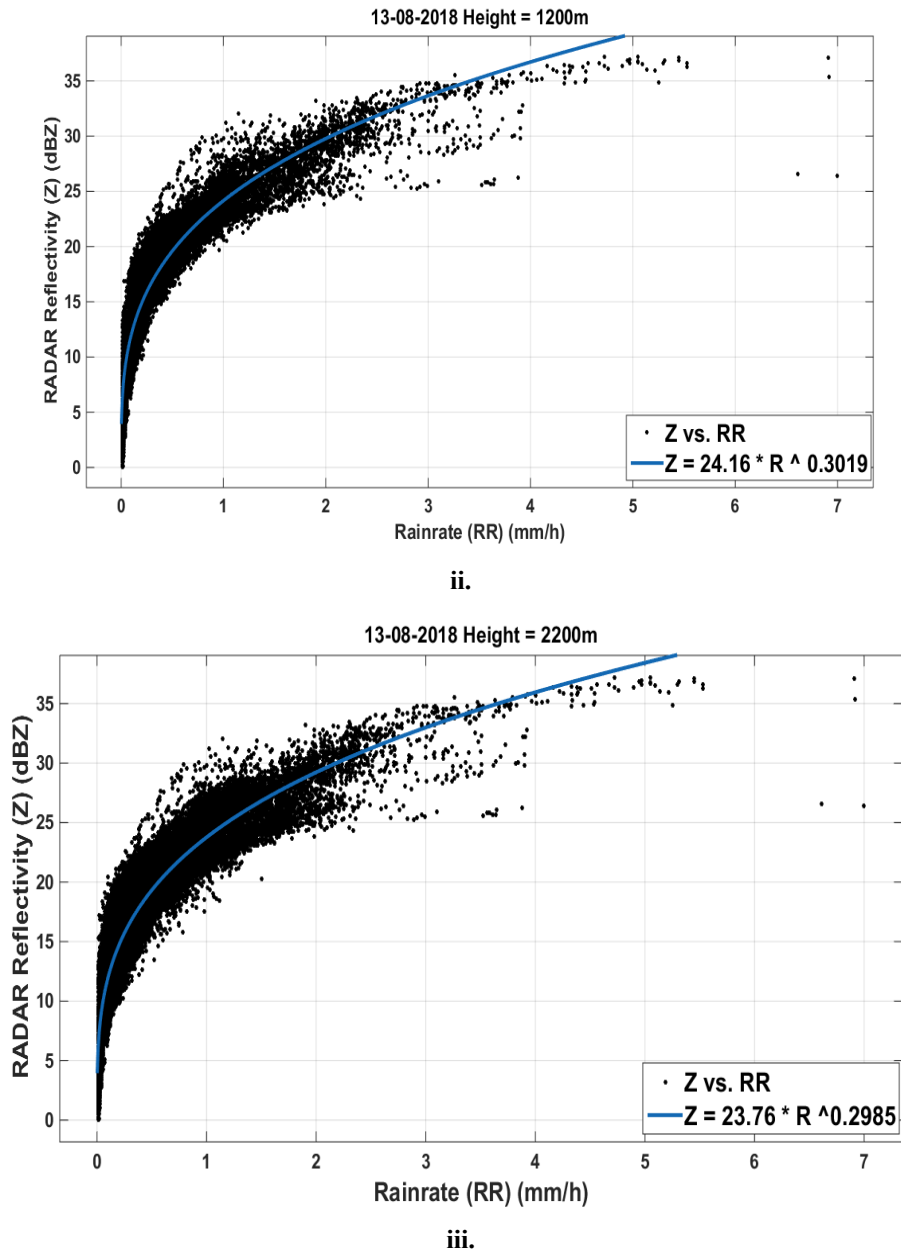 13-08-2018 Height = 1200m
RADAR Reflectivity (Z) (dBZ)
35
30
25
20
15
10
5
0
0 1 2 3 4 5 6 7
Z vs. RR
Z = 24.16 * R ^ 0.3019
Rainrate (RR) (mm/h)
ii.
13-08-2018 Height = 2200m
RADAR Reflectivity (Z) (dBZ)
35
30
25
20
15
10
5
0
0 1 2 3 4 5 6 7
Z vs. RR
Z = 23.76 * R ^0.2985
Rainrate (RR) (mm/h)
iii.